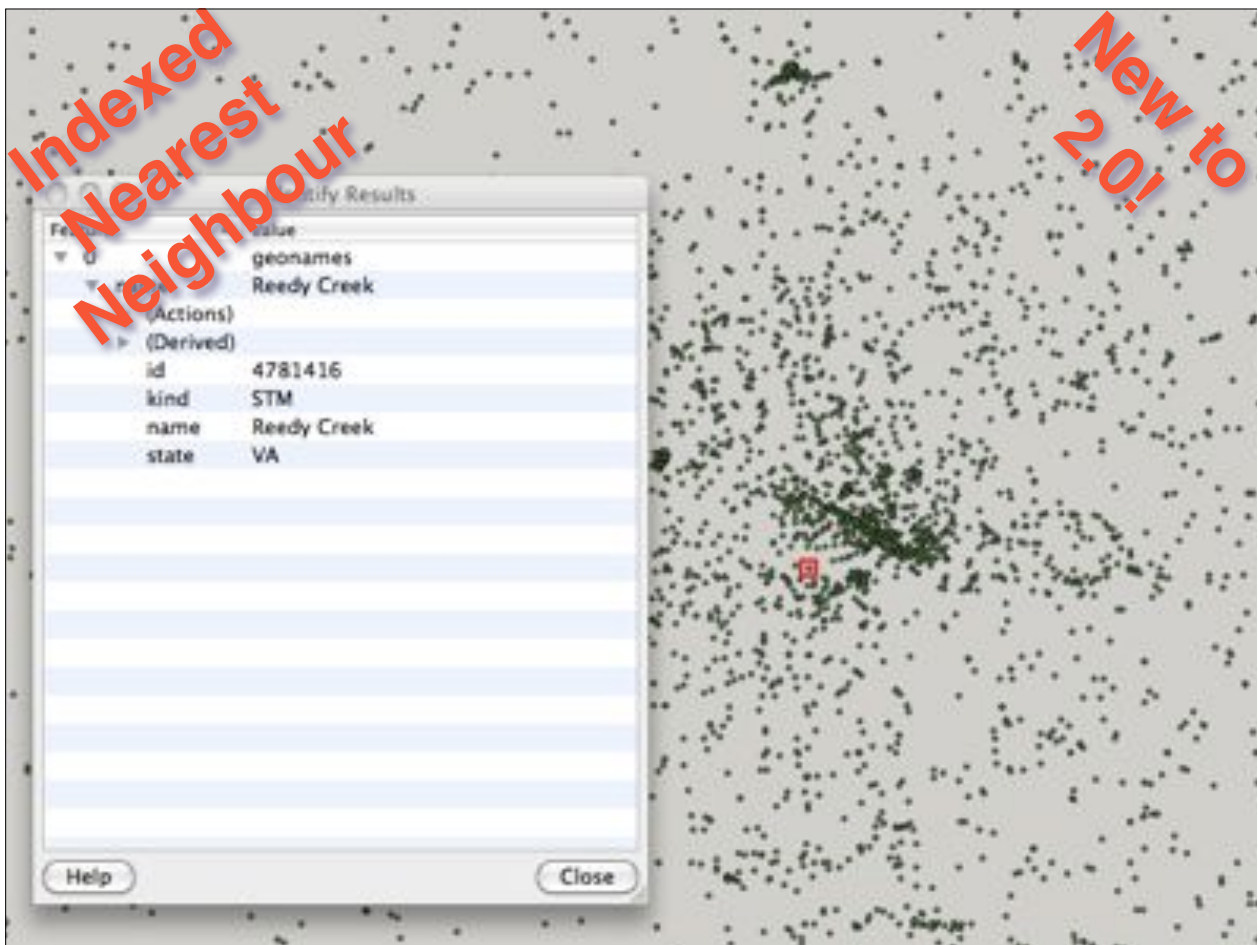 Indexed
Nearest
Neighbour
New to
2.0!
Results
geonames
Reedy Creek
(Actions)
(Derived)
id 4781416
kind STM
name Reedy Creek
state VA
Help Close